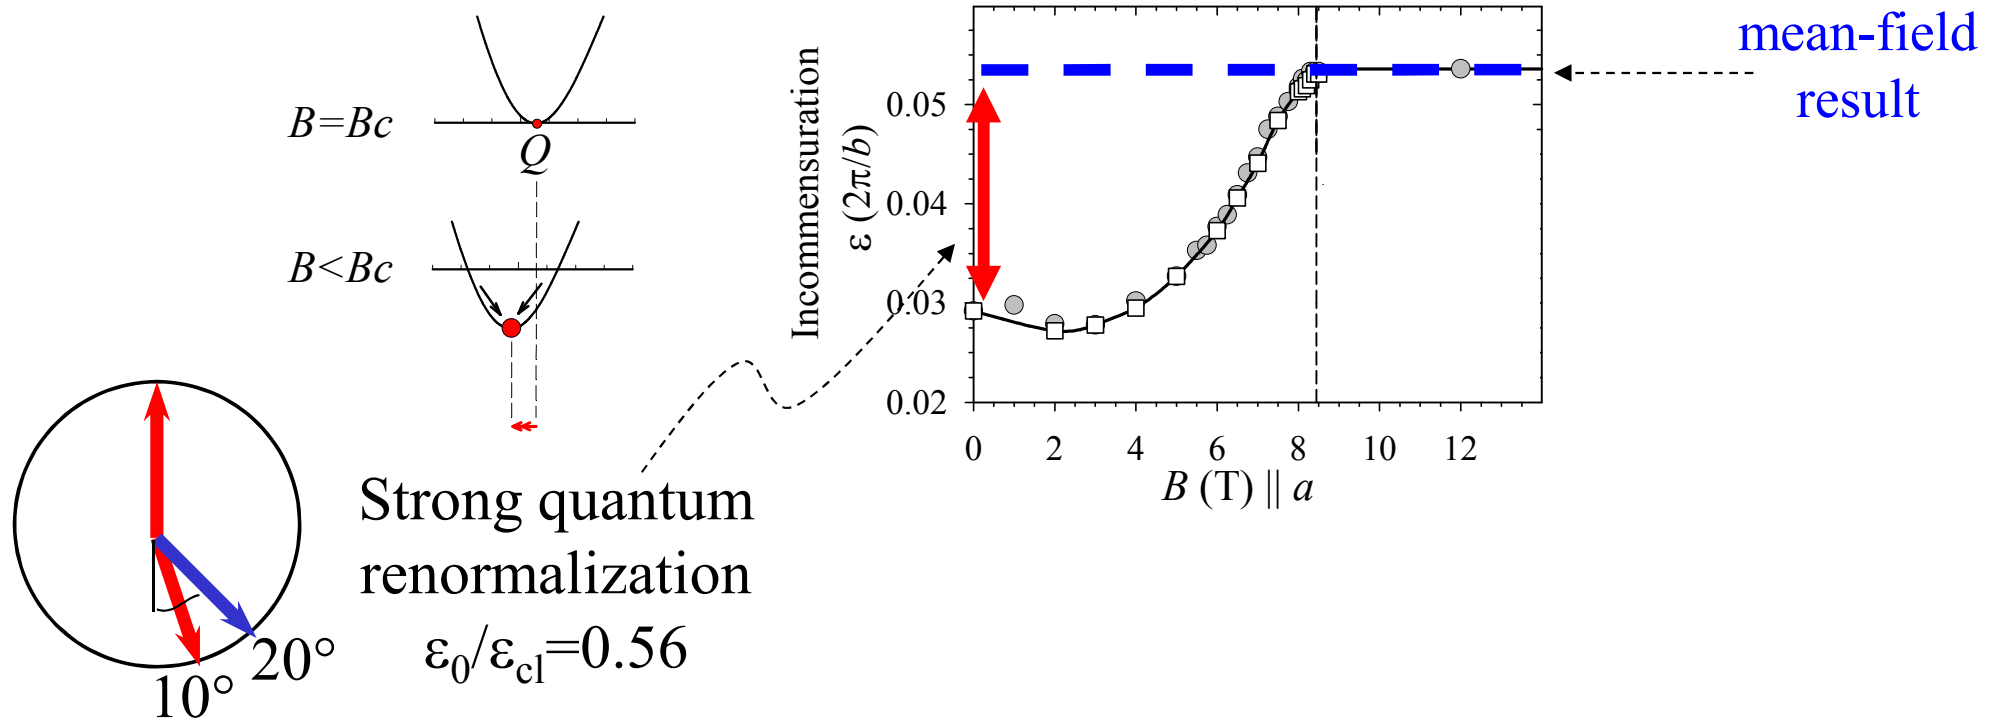 B=Bc
Q
B<Bc
10°
20°
Strong quantum
renormalization
ε₀/ε_cl=0.56
Incommensuration
ε (2π/b)
0.05
0.04
0.03
0.02
0 2 4 6 8 10 12
B (T) || a
mean-field
result